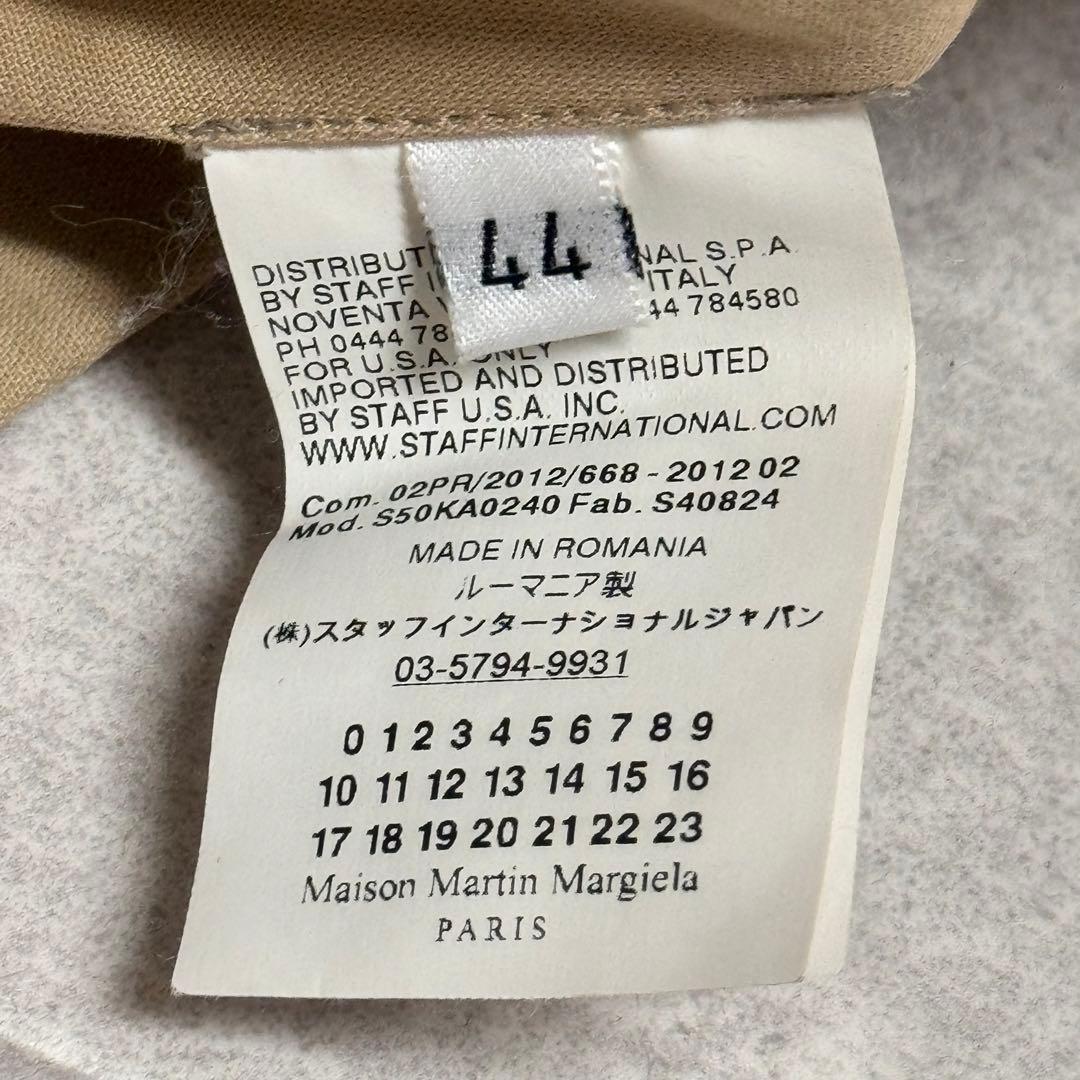 44
DISTRIBUT NAL S.P.A
BY STAFF ITALY
NOVENTA 44 784580
PH 0444 78
FOR U.S.A. ONLY
IMPORTED AND DISTRIBUTED
BY STAFF U.S.A. INC.
WWW.STAFFINTERNATIONAL.COM
Com. 02PR/2012/668 - 2012 02
Mod. S50KA0240 Fab. S40824
MADE IN ROMANIA
ルーマニア製
(株)スタッフインターナショナルジャパン
03-5794-9931
0 1 2 3 4 5 6 7 8 9
10 11 12 13 14 15 16
17 18 19 20 21 22 23
Maison Martin Margiela
PARIS